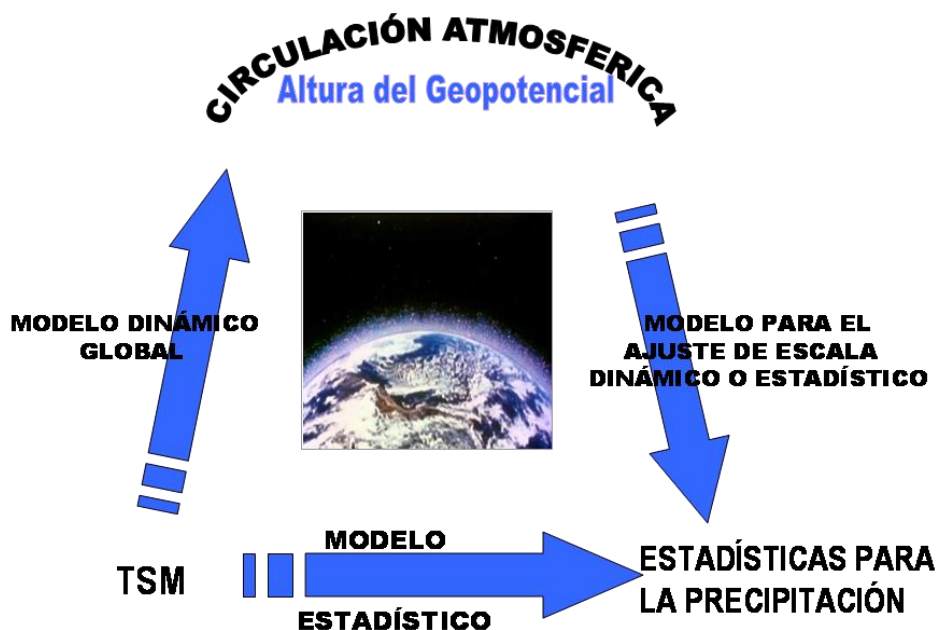 CIRCULACIÓN ATMOSFERICA
Altura del Geopotencial
MODELO DINÁMICO
GLOBAL
MODELO PARA EL
AJUSTE DE ESCALA
DINÁMICO O ESTADÍSTICO
TSM
MODELO
ESTADÍSTICO
ESTADÍSTICAS PARA
LA PRECIPITACIÓN